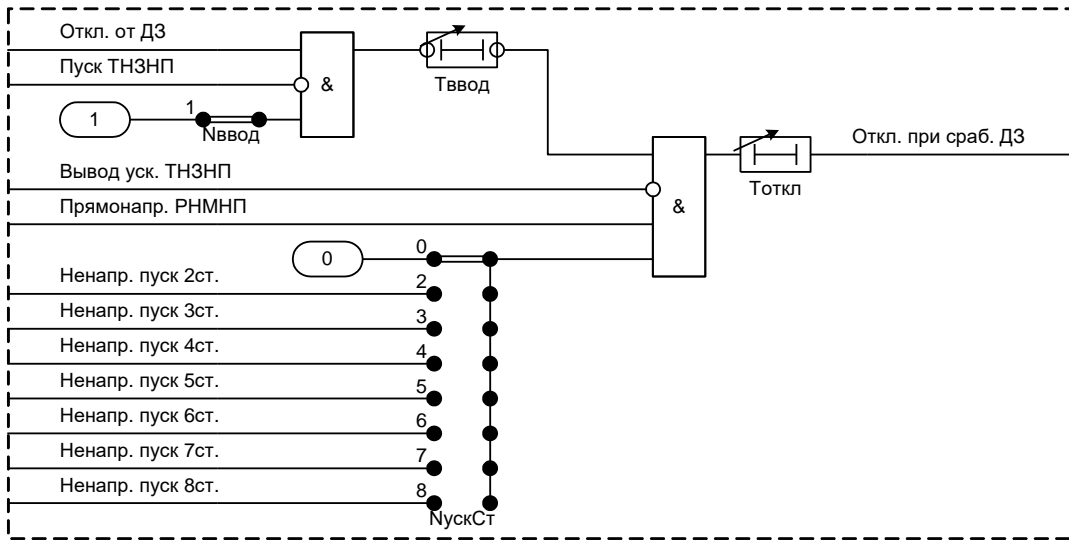 Откл. от ДЗ
Пуск ТНЗНП
&
Tввод
1
1
Nввод
Откл. при сраб. ДЗ
Вывод уск. ТНЗНП
Tоткл
Прямонапр. РНМНП
&
0
0
Ненапр. пуск 2ст.
2
Ненапр. пуск 3ст.
3
Ненапр. пуск 4ст.
4
Ненапр. пуск 5ст.
5
Ненапр. пуск 6ст.
6
Ненапр. пуск 7ст.
7
Ненапр. пуск 8ст.
8
NускСт